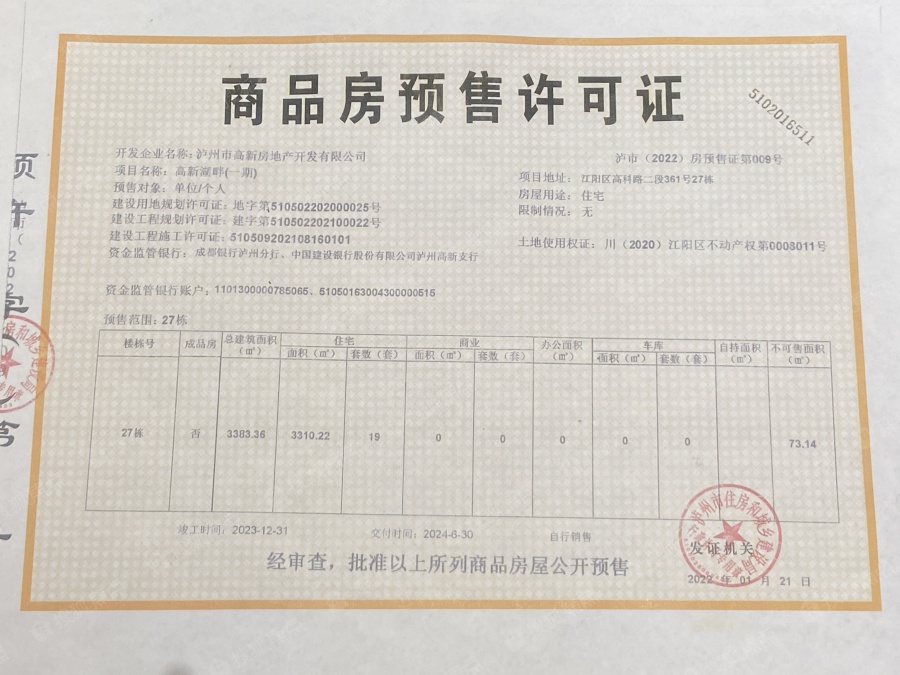 商品房预售许可证
5102016511
开发企业名称：泸州市高新房地产开发有限公司
泸市（2022）房预售证第009号
项目名称：高新湖畔(一期)
项目地址：江阳区高科路二段361号27栋
预售对象：单位/个人
房屋用途：住宅
建设用地规划许可证：地字第510502202000025号
限制情况：无
建设工程规划许可证：建字第510502202100022号
建设工程施工许可证：510509202108160101
土地使用权证：川（2020）江阳区不动产权第0008011号
资金监管银行：成都银行泸州分行、中国建设银行股份有限公司泸州高新支行
资金监管银行账户：1101300000785065、51050163004300000515
预售范围：27栋
楼栋号 成品房 总建筑面积（㎡） 住宅 商业 办公面积（㎡） 车库 自持面积（㎡） 不可售面积（㎡）
面积（㎡） 套数（套） 面积（㎡） 套数（套） 面积（㎡） 套数（套）
27栋 否 3383.36 3310.22 19 0 0 0 0 0 73.14
竣工时间：2023-12-31 交付时间：2024-6-30 自行销售
经审查，批准以上所列商品房屋公开预售
泸州市住房和城乡建设局
发证机关
2022 年 01 月 21 日